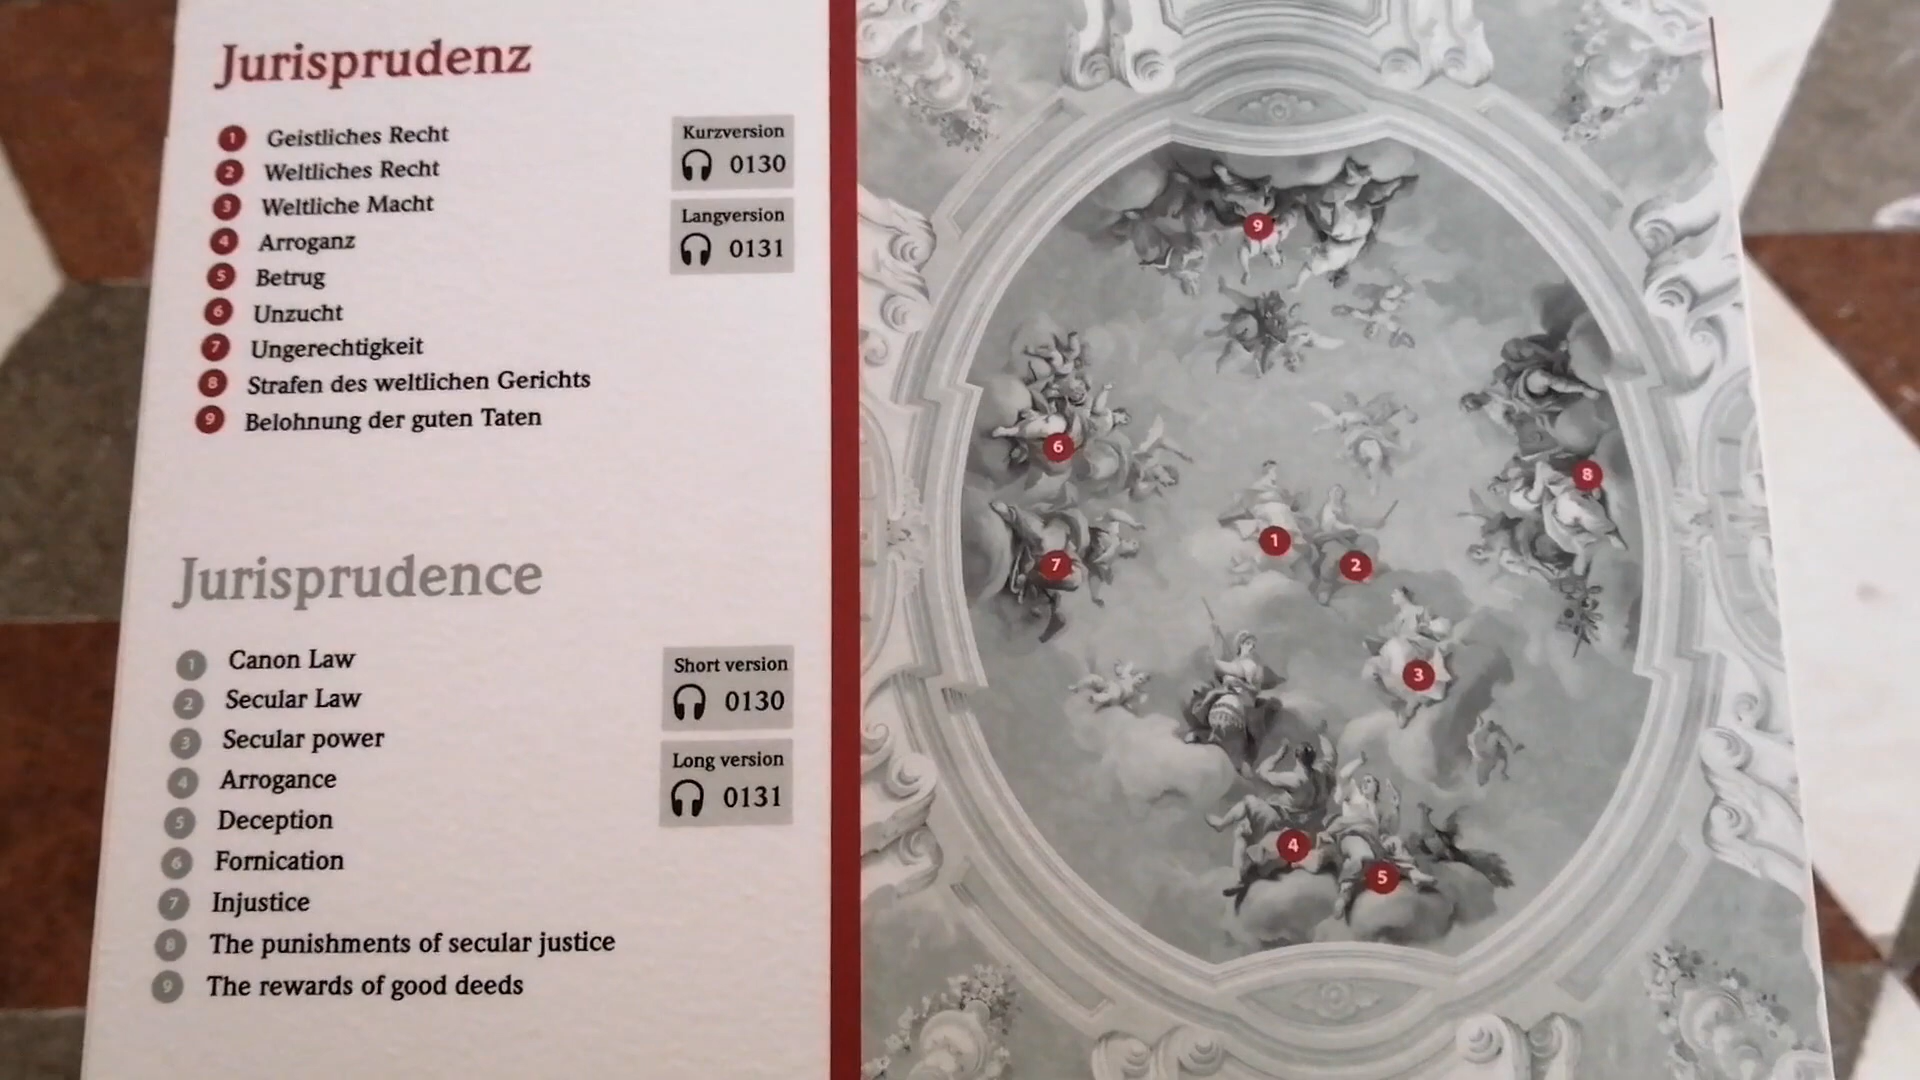 Jurisprudenz
1 Geistliches Recht
2 Weltliches Recht
3 Weltliche Macht
4 Arroganz
5 Betrug
6 Unzucht
7 Ungerechtigkeit
8 Strafen des weltlichen Gerichts
9 Belohnung der guten Taten
Kurzversion
0130
Langversion
0131
Jurisprudence
1 Canon Law
2 Secular Law
3 Secular power
4 Arrogance
5 Deception
6 Fornication
7 Injustice
8 The punishments of secular justice
9 The rewards of good deeds
Short version
0130
Long version
0131
9
6
8
1
7
2
3
4
5